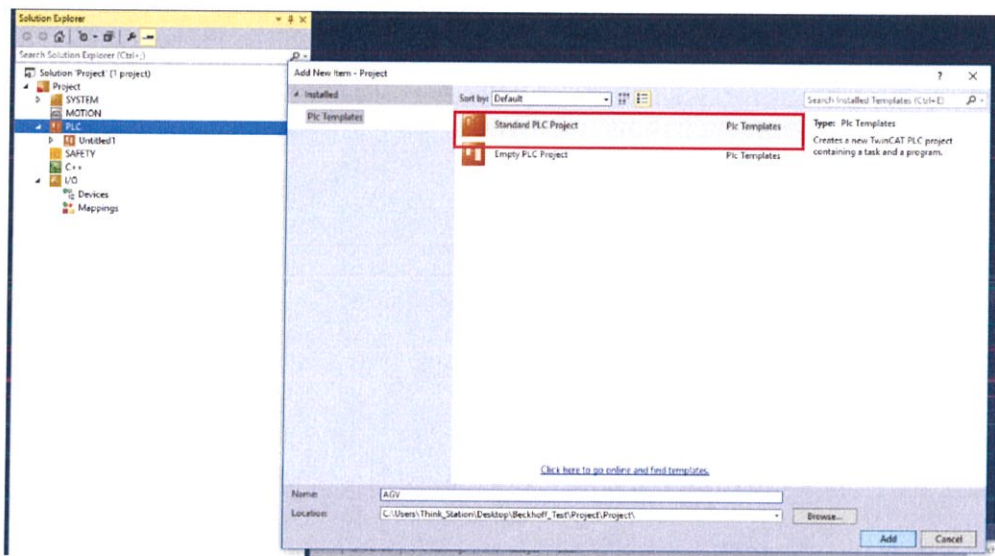 Solution Explorer
Search Solution Explorer (Ctrl+;)
Solution 'Project' (1 project)
Project
SYSTEM
MOTION
PLC
Untitled1
SAFETY
C++
I/O
Devices
Mappings
Add New Item - Project
? X
Installed
Plc Templates
Sort by: Default
Search Installed Templates (Ctrl+E)
Standard PLC Project Plc Templates
Empty PLC Project Plc Templates
Type: Plc Templates
Creates a new TwinCAT PLC project
containing a task and a program.
Click here to go online and find templates.
Name: AGV
Location: C:\Users\Think_Station\Desktop\Beckhoff_Test\Project\Project\
Browse...
Add Cancel